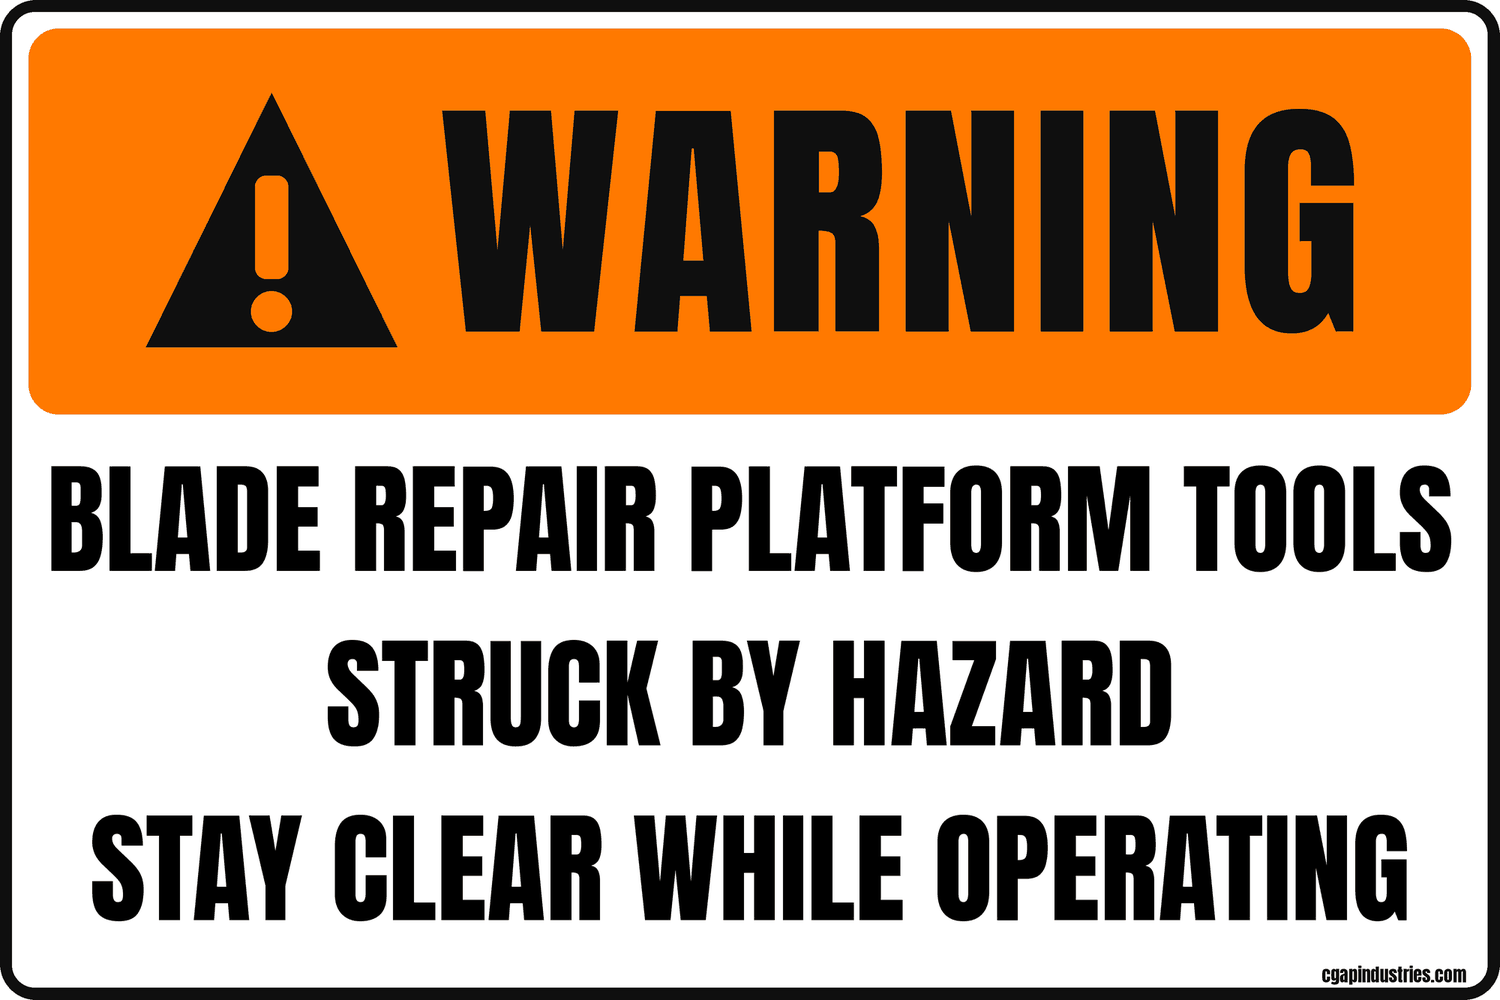 WARNING
BLADE REPAIR PLATFORM TOOLS
STRUCK BY HAZARD
STAY CLEAR WHILE OPERATING
cgapindustries.com